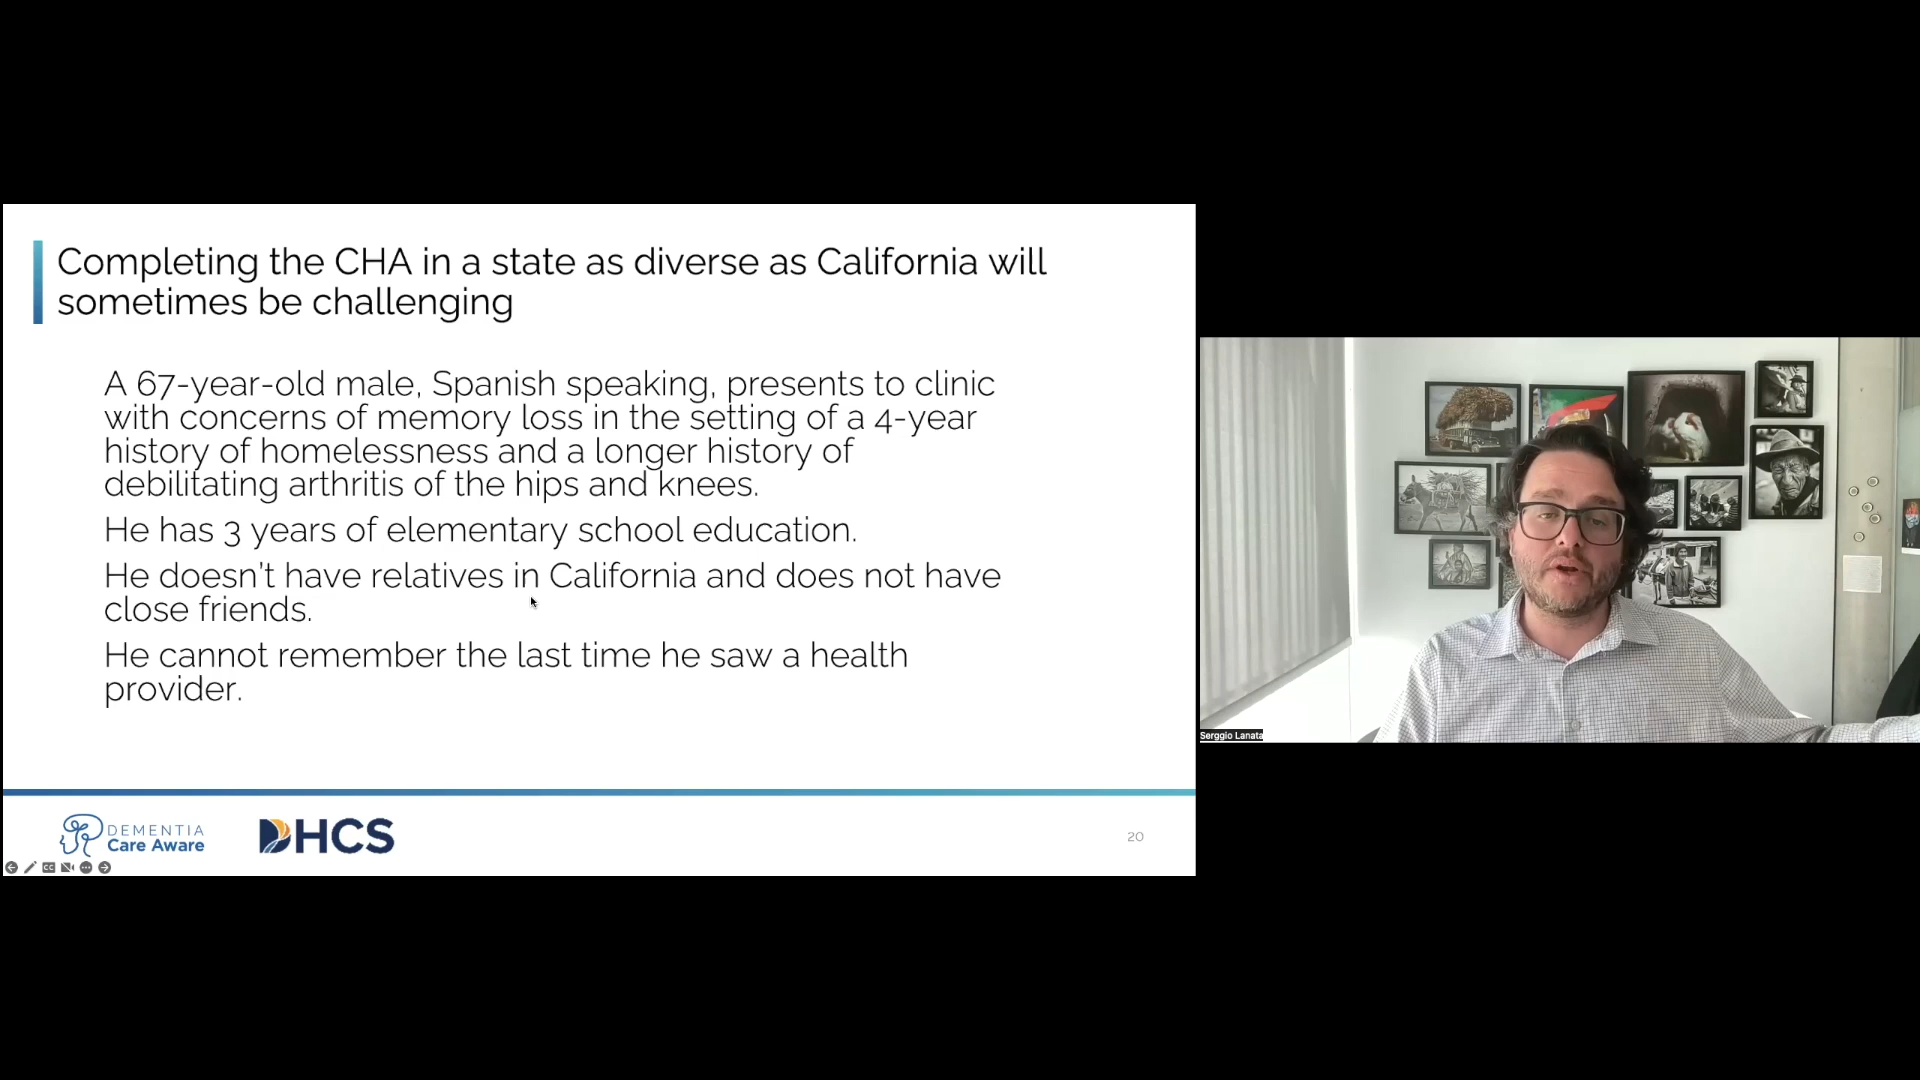 Completing the CHA in a state as diverse as California will
sometimes be challenging
A 67-year-old male, Spanish speaking, presents to clinic
with concerns of memory loss in the setting of a 4-year
history of homelessness and a longer history of
debilitating arthritis of the hips and knees.
He has 3 years of elementary school education.
He doesn't have relatives in California and does not have
close friends.
He cannot remember the last time he saw a health
provider.
DEMENTIA
Care Aware
DHCS
20
CC
Serggio Lanata